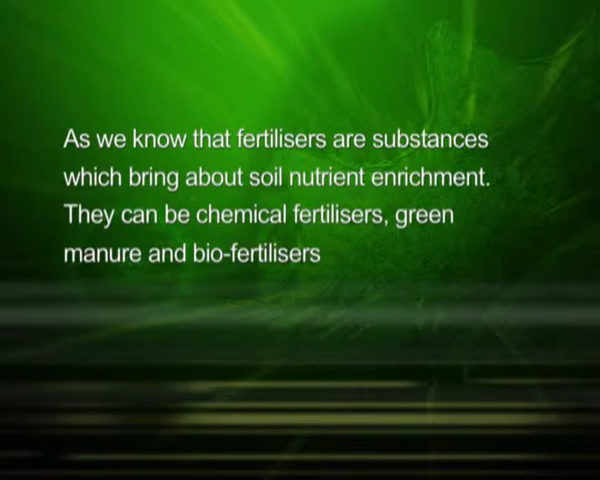 As we know that fertilisers are substances
which bring about soil nutrient enrichment.
They can be chemical fertilisers, green
manure and bio-fertilisers